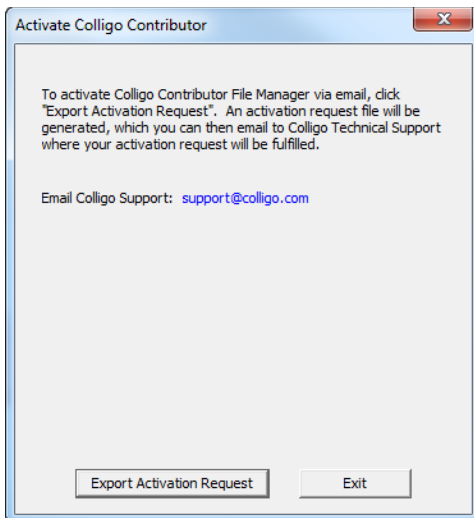 Activate Colligo Contributor
To activate Colligo Contributor File Manager via email, click
"Export Activation Request". An activation request file will be
generated, which you can then email to Colligo Technical Support
where your activation request will be fulfilled.
Email Colligo Support: support@colligo.com
Export Activation Request Exit